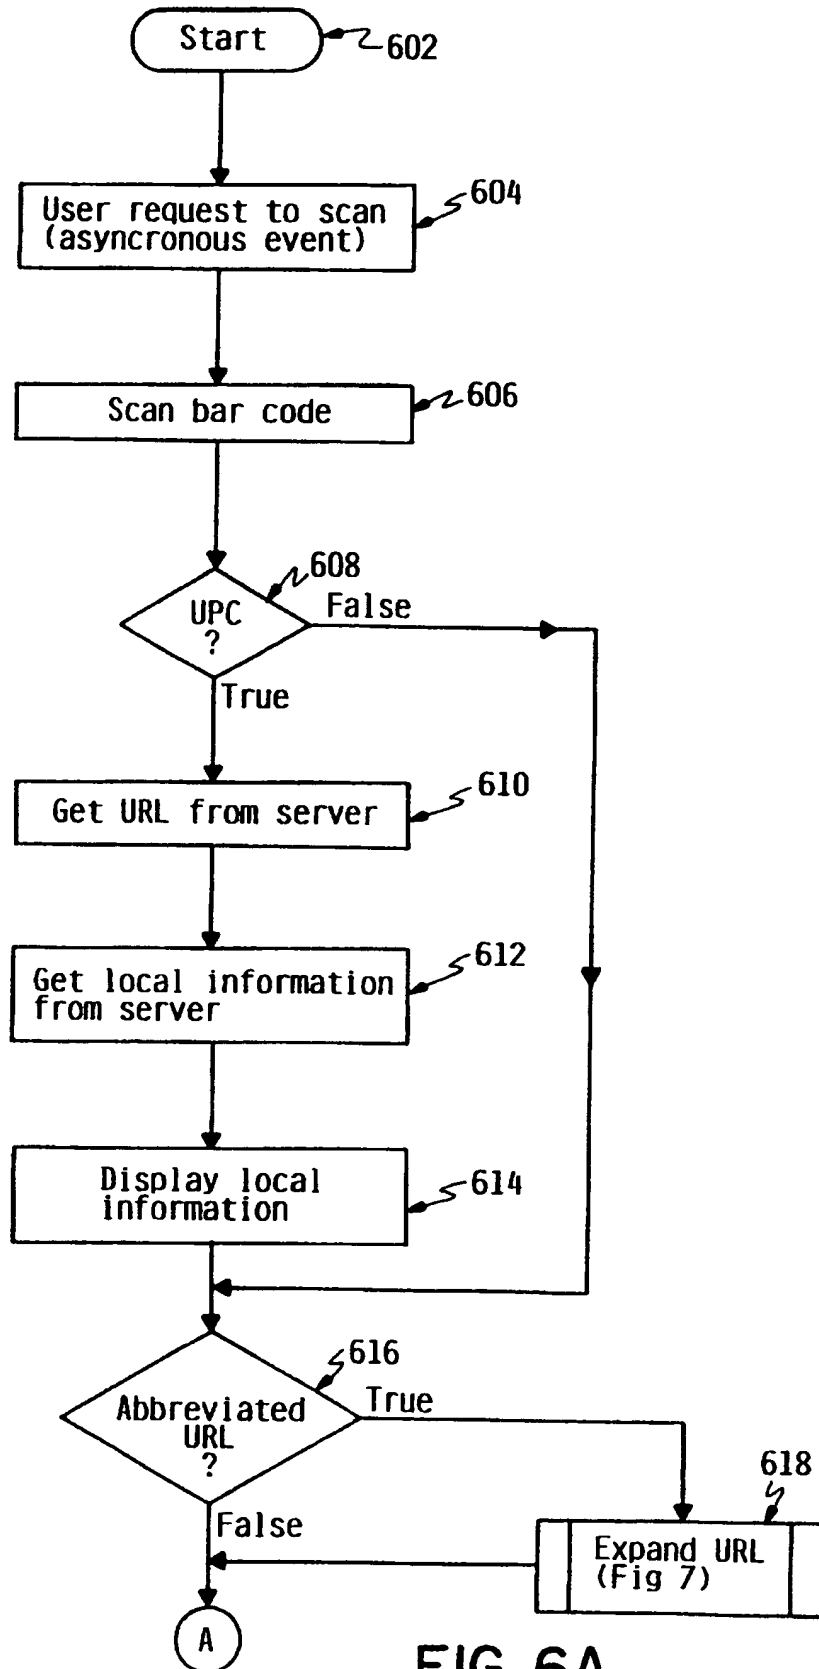 Start
602
User request to scan
(asyncronous event)
604
Scan bar code
606
608
UPC
?
False
True
Get URL from server
610
Get local information
from server
612
Display local
information
614
616
Abbreviated
URL
?
True
False
618
Expand URL
(Fig 7)
A
FIG. 6A